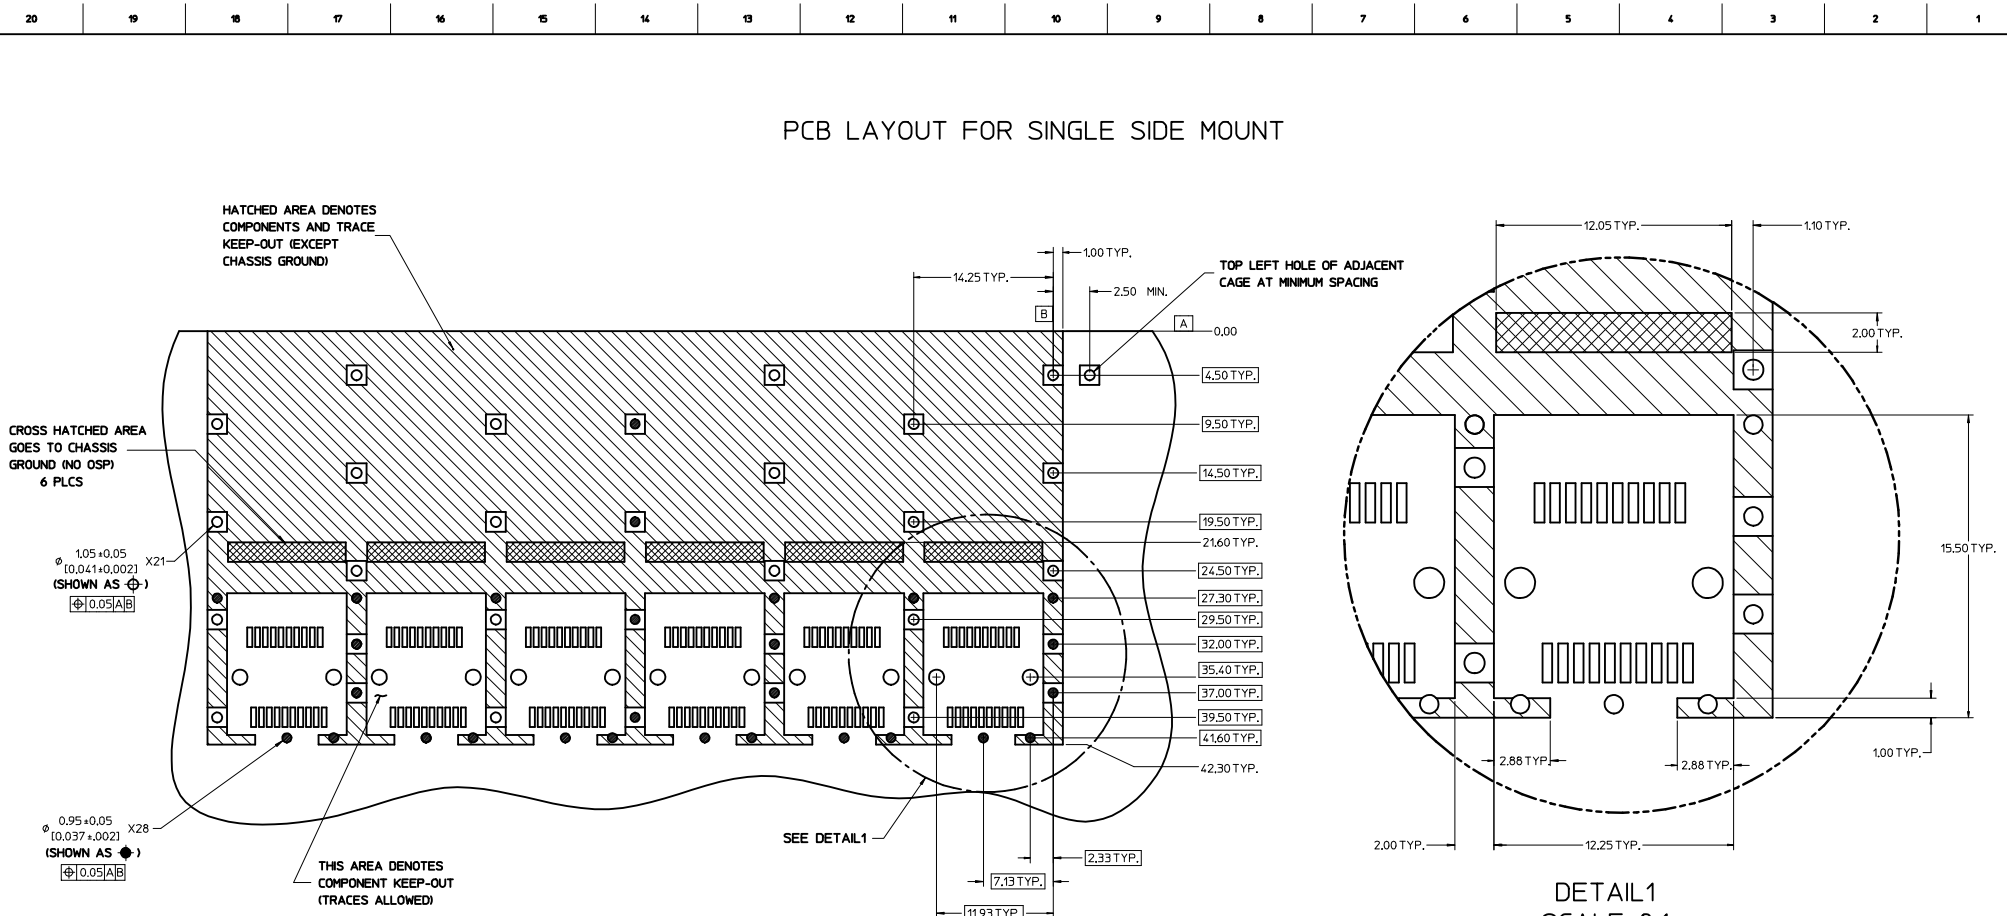 20 19 18 17 16 15 14 13 12 11 10 9 8 7 6 5 4 3 2 1
PCB LAYOUT FOR SINGLE SIDE MOUNT
HATCHED AREA DENOTES
COMPONENTS AND TRACE
KEEP-OUT (EXCEPT
CHASSIS GROUND)
14.25 TYP.
1.00 TYP.
2.50 MIN.
TOP LEFT HOLE OF ADJACENT
CAGE AT MINIMUM SPACING
B
A
0.00
4.50 TYP.
9.50 TYP.
14.50 TYP.
19.50 TYP.
21.60 TYP.
24.50 TYP.
27.30 TYP.
29.50 TYP.
32.00 TYP.
35.40 TYP.
37.00 TYP.
39.50 TYP.
41.60 TYP.
42.30 TYP.
CROSS HATCHED AREA
GOES TO CHASSIS
GROUND (NO OSP)
6 PLCS
Ø 1.05±0.05 X21
[0.041±0.002]
(SHOWN AS )
0.05 A B
Ø 0.95±0.05 X28
[0.037±.002]
(SHOWN AS )
0.05 A B
THIS AREA DENOTES
COMPONENT KEEP-OUT
(TRACES ALLOWED)
SEE DETAIL1
2.33 TYP.
7.13 TYP.
11.93 TYP
12.05 TYP.
1.10 TYP.
2.00 TYP.
15.50 TYP.
1.00 TYP.
2.88 TYP.
2.88 TYP.
2.00 TYP.
12.25 TYP.
DETAIL1